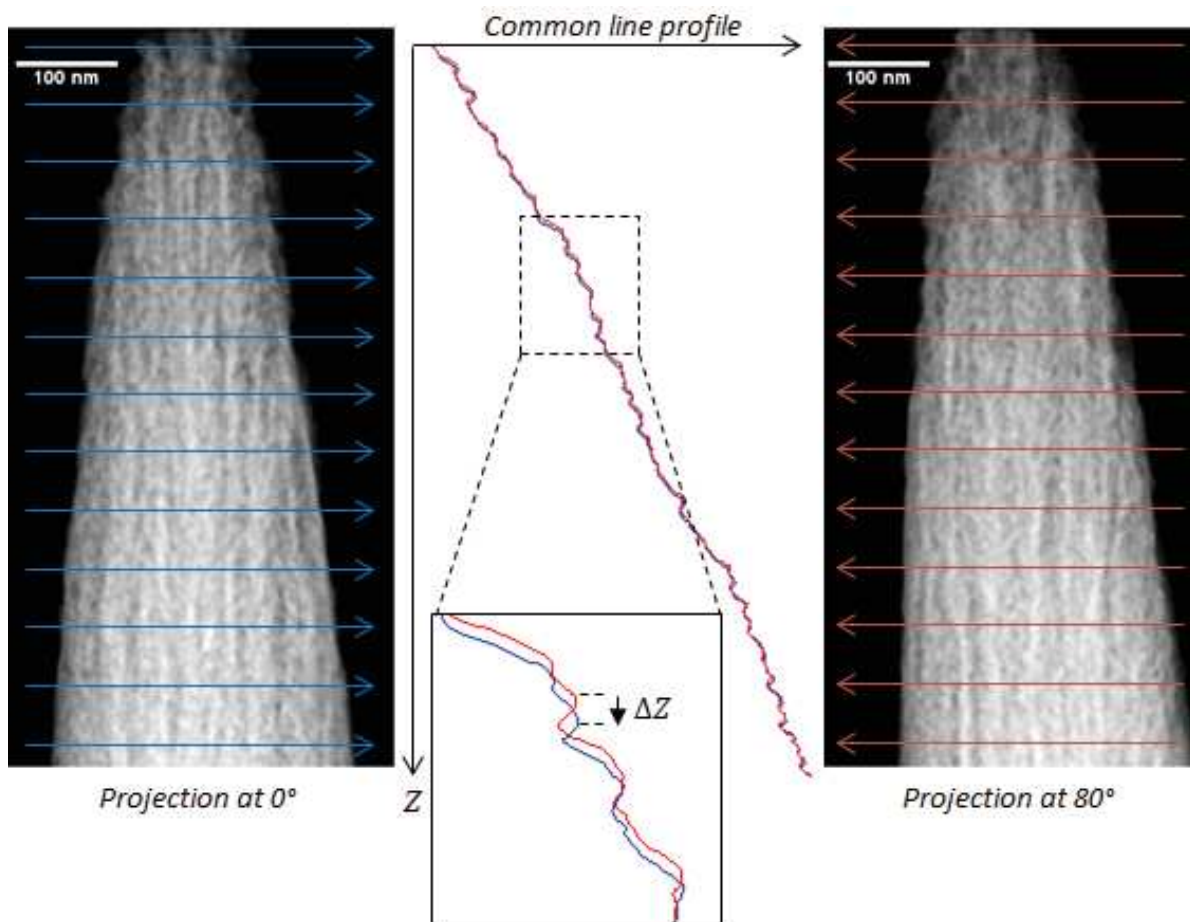 Common line profile
100 nm
100 nm
ΔZ
Z
Projection at 0°
Projection at 80°